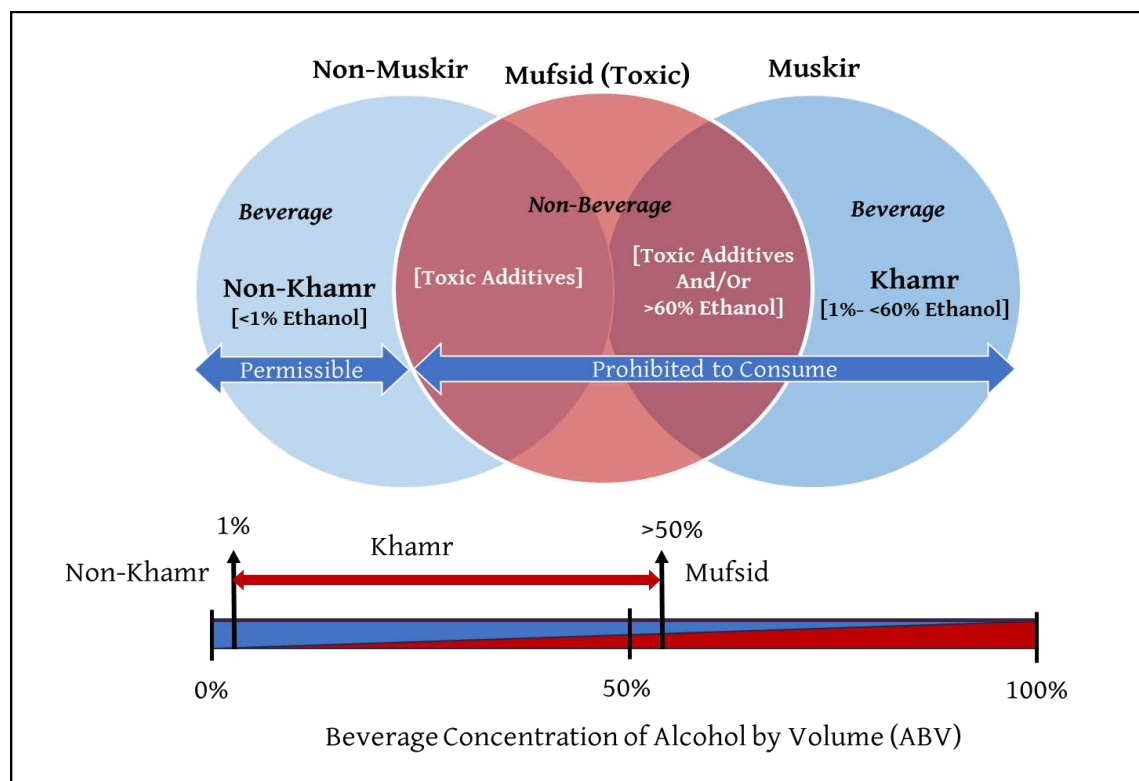 Non-Muskir
Mufsid (Toxic)
Muskir
Beverage
Non-Beverage
Beverage
Non-Khamr
[<1% Ethanol]
[Toxic Additives]
[Toxic Additives
And/Or
>60% Ethanol]
Khamr
[1%- <60% Ethanol]
Permissible
Prohibited to Consume
1%
>50%
Khamr
Non-Khamr
Mufsid
0%
50%
100%
Beverage Concentration of Alcohol by Volume (ABV)